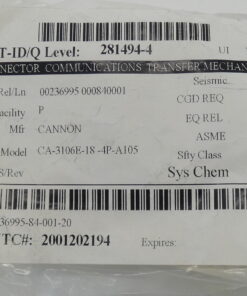 T-ID/Q Level: 281494-4 UI
NECTOR COMMUNICATIONS TRANSFER MECHAN
Rel/Ln 00236995 000840001 Seismic
acility P CGD REQ
Mfr CANNON EQ REL
Model CA-3106E-18 -4P-A105 ASME
S/Rev Sfty Class
Sys Chem
6995-84-001-20
TC#: 2001202194 Expires: